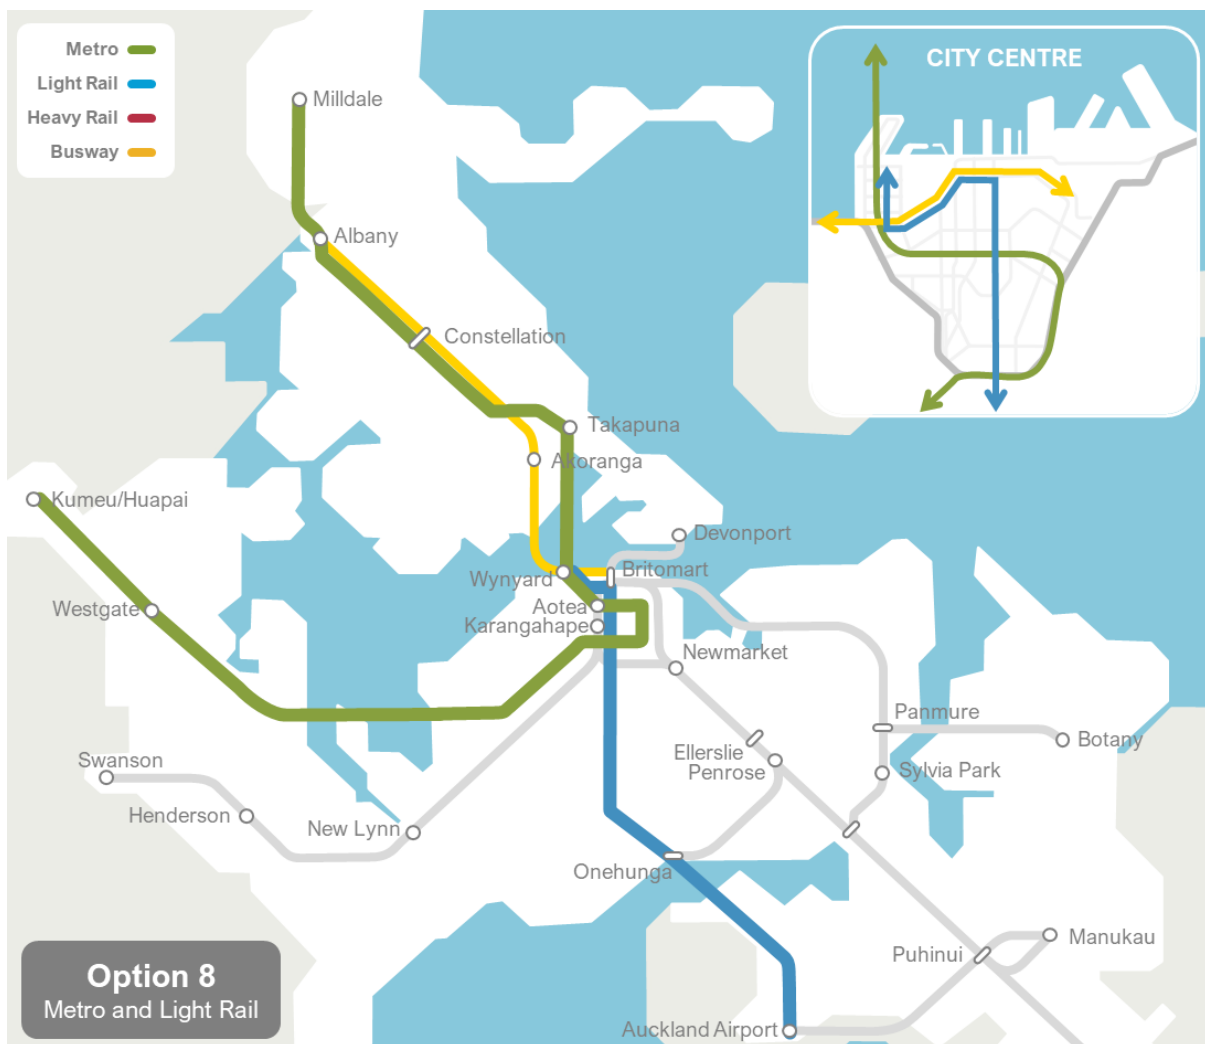 Metro
Light Rail
Heavy Rail
Busway
CITY CENTRE
Milldale
Albany
Constellation
Takapuna
Akoranga
Kumeu/Huapai
Devonport
Wynyard
Britomart
Westgate
Aotea
Karangahape
Newmarket
Panmure
Botany
Ellerslie
Penrose
Sylvia Park
Swanson
Henderson
New Lynn
Onehunga
Manukau
Puhinui
Auckland Airport
Option 8
Metro and Light Rail